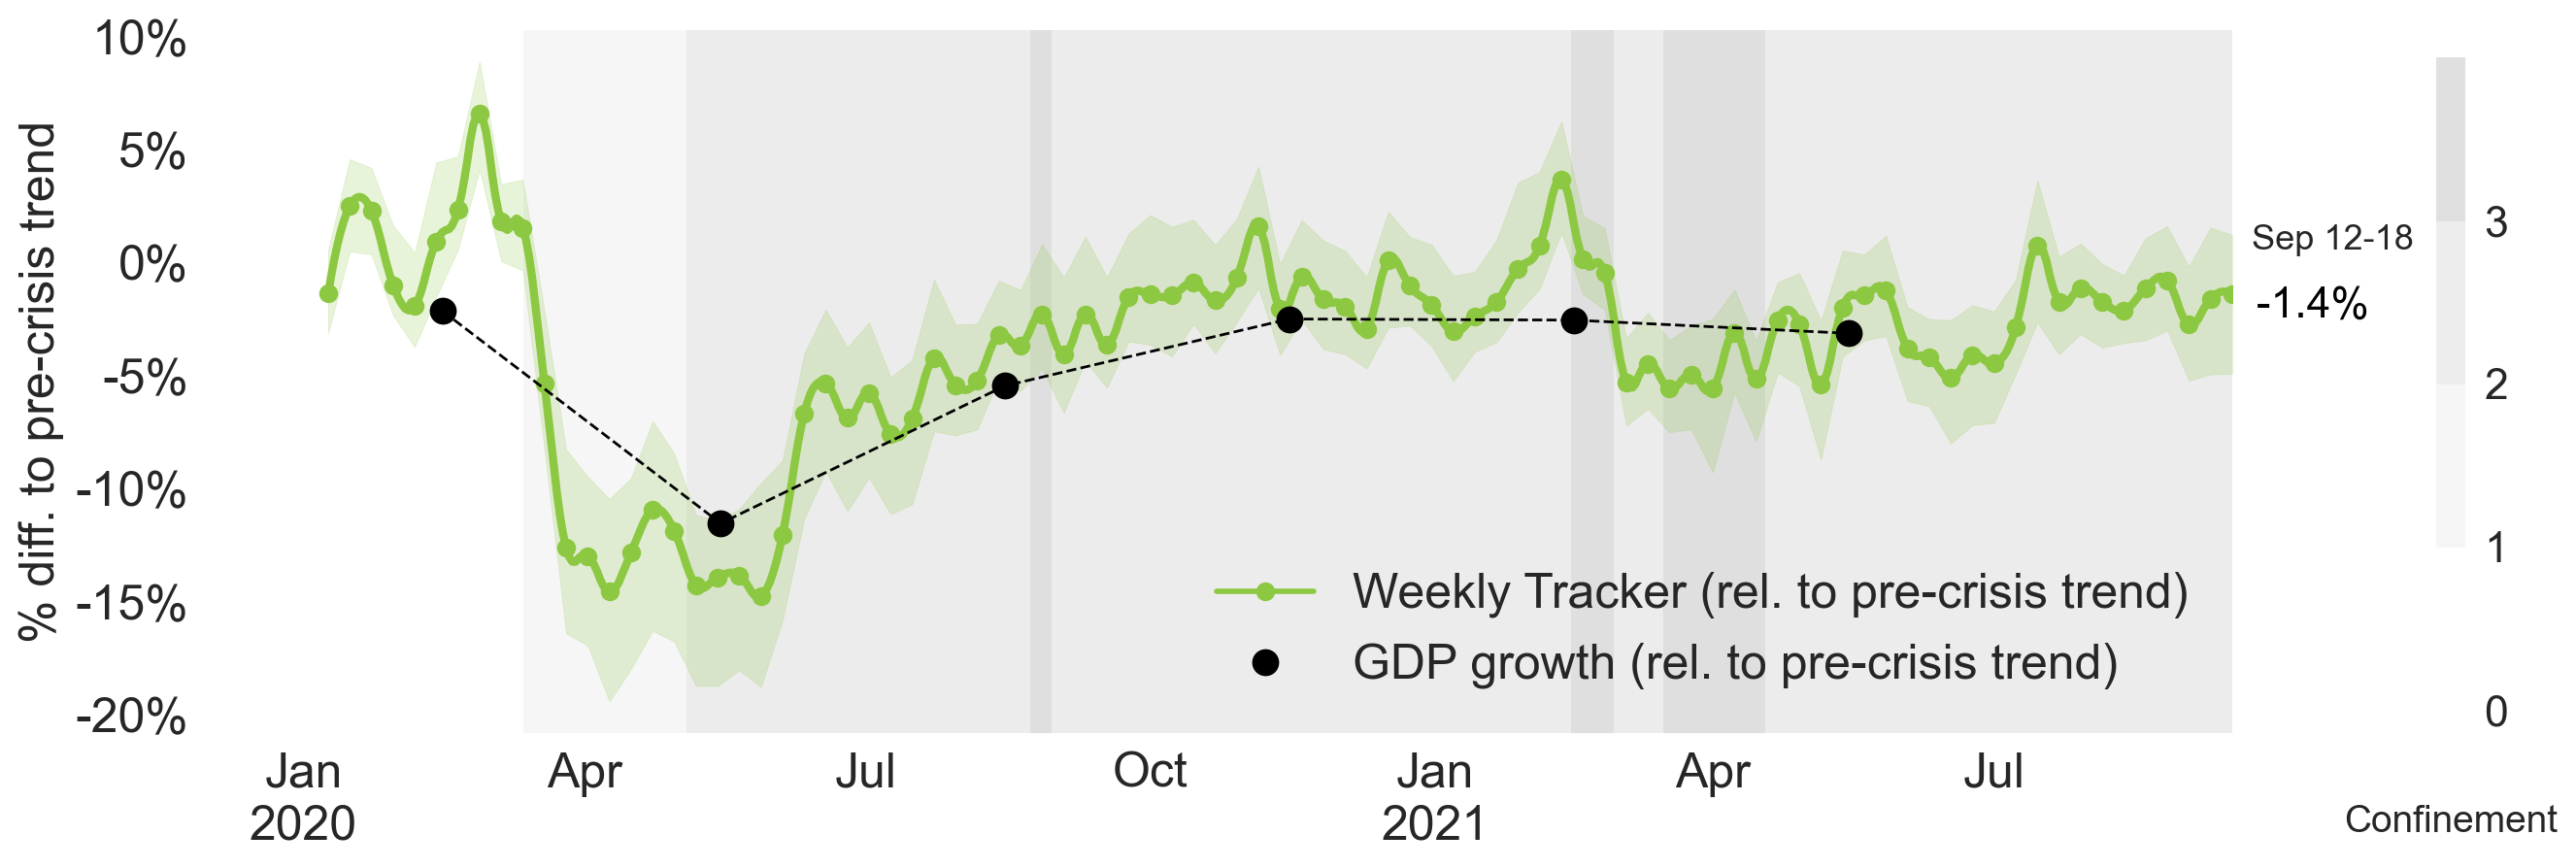 % diff. to pre-crisis trend
10%
5%
0%
-5%
-10%
-15%
-20%
Jan
2020
Apr
Jul
Oct
Jan
2021
Apr
Jul
Weekly Tracker (rel. to pre-crisis trend)
GDP growth (rel. to pre-crisis trend)
Sep 12-18
-1.4%
3
2
1
0
Confinement